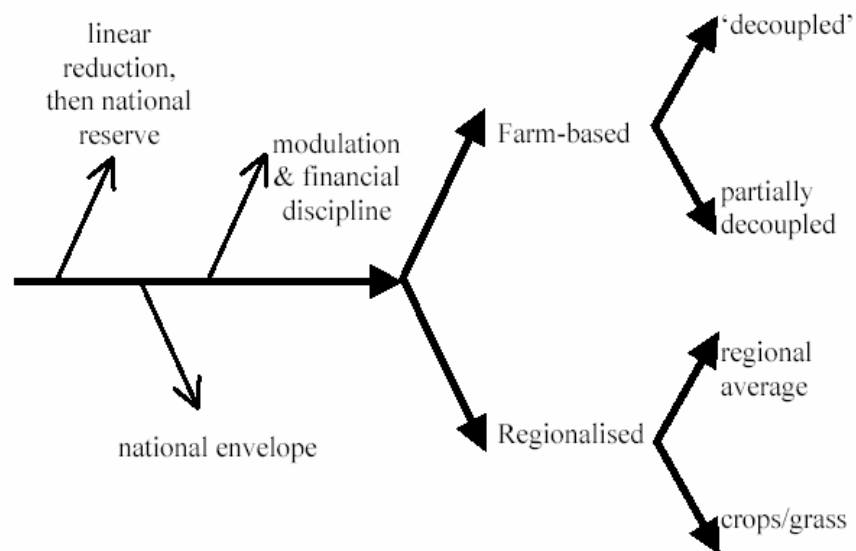 linear
reduction,
then national
reserve
modulation
& financial
discipline
national envelope
Farm-based
Regionalised
‘decoupled’
partially
decoupled
regional
average
crops/grass